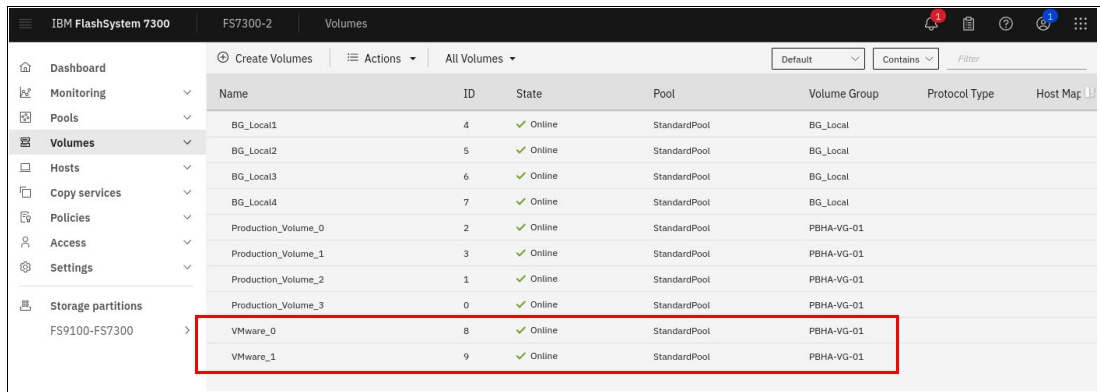 IBM FlashSystem 7300 FS7300-2 Volumes 1 1
Dashboard
Monitoring
Pools
Volumes
Hosts
Copy services
Policies
Access
Settings
Storage partitions
FS9100-FS7300
Create Volumes Actions All Volumes Default Contains Filter
Name ID State Pool Volume Group Protocol Type Host Map
BG_Local1 4 Online StandardPool BG_Local
BG_Local2 5 Online StandardPool BG_Local
BG_Local3 6 Online StandardPool BG_Local
BG_Local4 7 Online StandardPool BG_Local
Production_Volume_0 2 Online StandardPool PBHA-VG-01
Production_Volume_1 3 Online StandardPool PBHA-VG-01
Production_Volume_2 1 Online StandardPool PBHA-VG-01
Production_Volume_3 0 Online StandardPool PBHA-VG-01
VMware_0 8 Online StandardPool PBHA-VG-01
VMware_1 9 Online StandardPool PBHA-VG-01